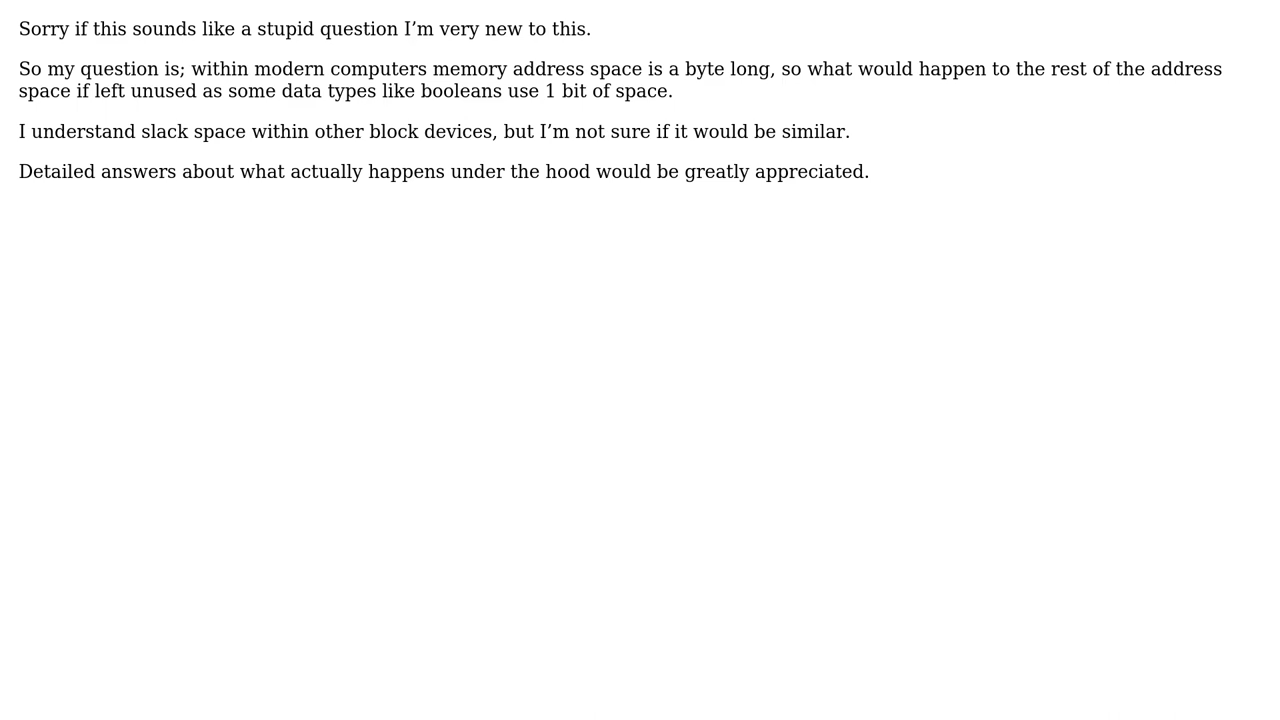 Sorry if this sounds like a stupid question I’m very new to this.
So my question is; within modern computers memory address space is a byte long, so what would happen to the rest of the address
space if left unused as some data types like booleans use 1 bit of space.
I understand slack space within other block devices, but I’m not sure if it would be similar.
Detailed answers about what actually happens under the hood would be greatly appreciated.